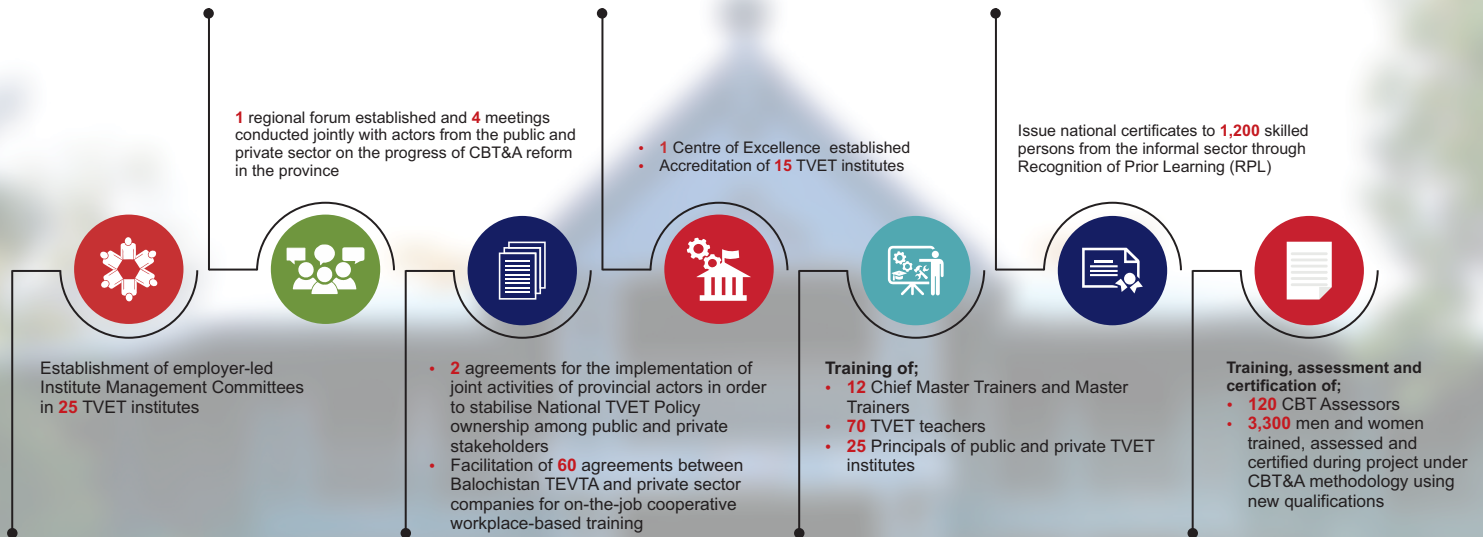 Establishment of employer-led
Institute Management Committees
in 25 TVET institutes
1 regional forum established and 4 meetings
conducted jointly with actors from the public and
private sector on the progress of CBT&A reform
in the province
• 2 agreements for the implementation of
joint activities of provincial actors in order
to stabilise National TVET Policy
ownership among public and private
stakeholders
• Facilitation of 60 agreements between
Balochistan TEVTA and private sector
companies for on-the-job cooperative
workplace-based training
• 1 Centre of Excellence established
• Accreditation of 15 TVET institutes
Training of;
• 12 Chief Master Trainers and Master
Trainers
• 70 TVET teachers
• 25 Principals of public and private TVET
institutes
Issue national certificates to 1,200 skilled
persons from the informal sector through
Recognition of Prior Learning (RPL)
Training, assessment and
certification of;
• 120 CBT Assessors
• 3,300 men and women
trained, assessed and
certified during project under
CBT&A methodology using
new qualifications